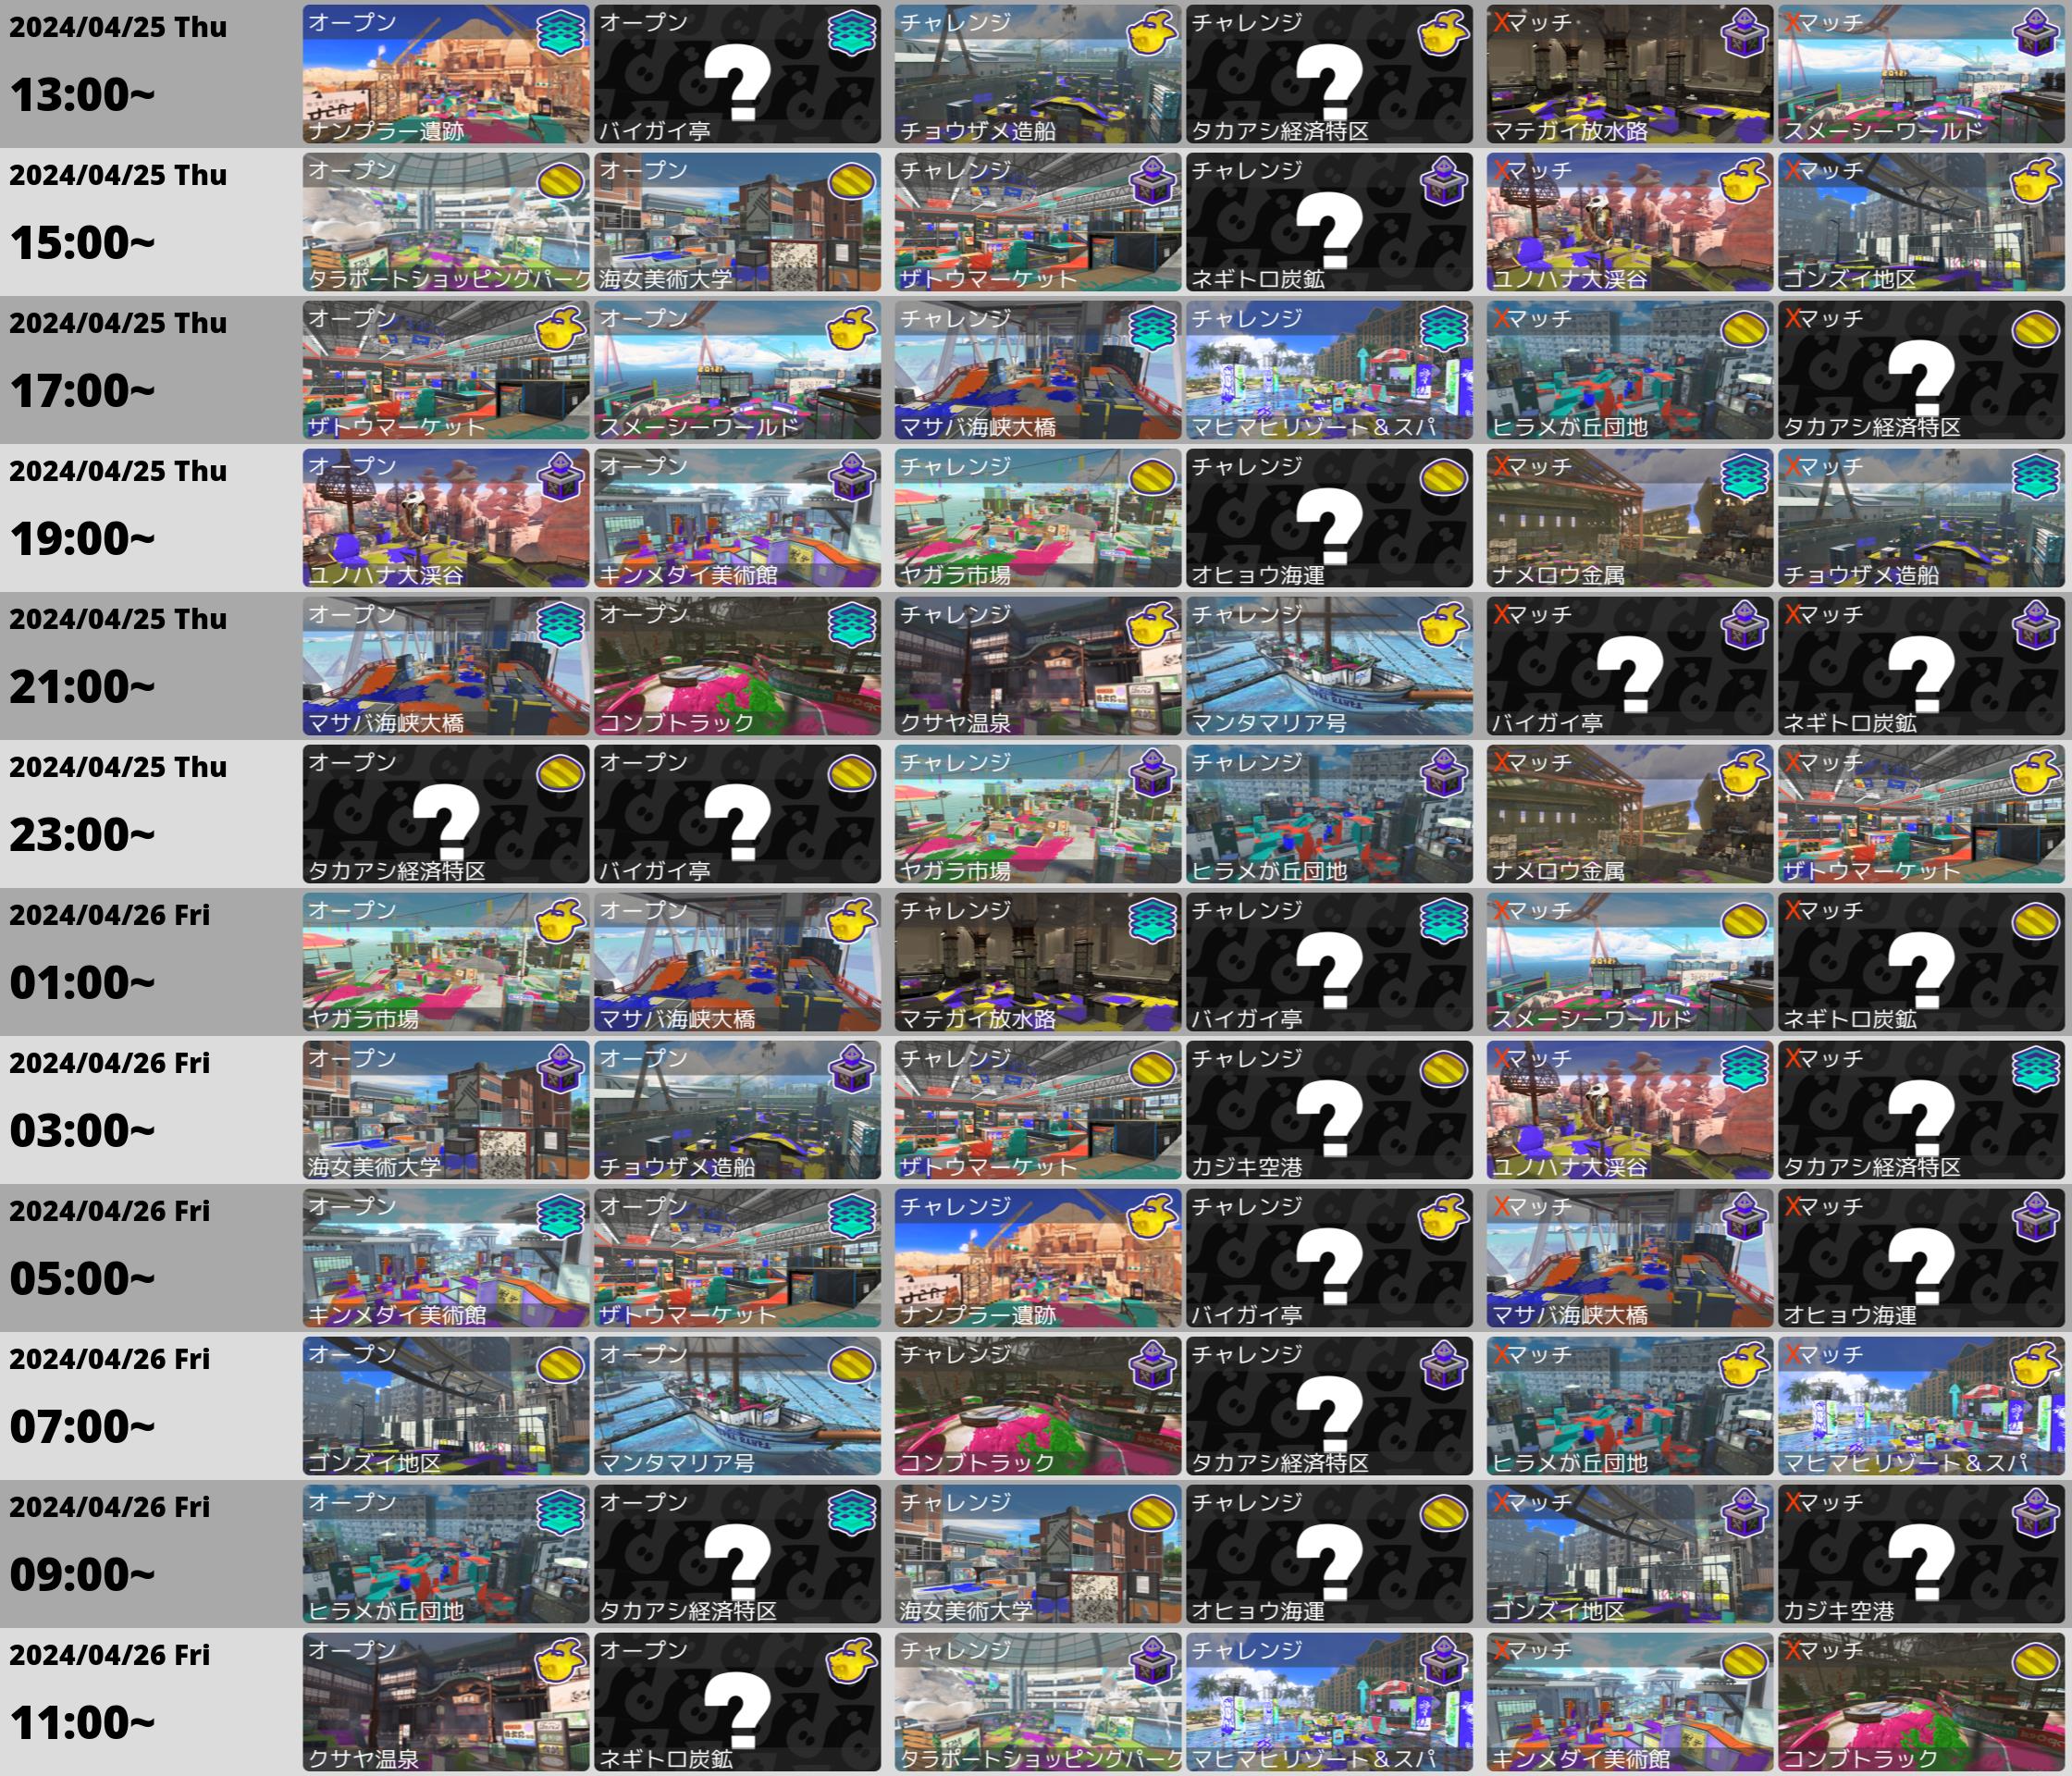 2024/04/25 Thu
13:00~
オープン オープン チャレンジ チャレンジ Xマッチ Xマッチ
ナンプラー遺跡 バイガイ亭 チョウザメ造船 タカアシ経済特区 マテガイ放水路 スメーシーワールド
2024/04/25 Thu
15:00~
オープン オープン チャレンジ チャレンジ Xマッチ Xマッチ
タラポートショッピングパーク 海女美術大学 ザトウマーケット ネギトロ炭鉱 ユノハナ大渓谷 ゴンズイ地区
2024/04/25 Thu
17:00~
オープン オープン チャレンジ チャレンジ Xマッチ Xマッチ
ザトウマーケット スメーシーワールド マサバ海峡大橋 マヒマヒリゾート＆スパ ヒラメが丘団地 タカアシ経済特区
2024/04/25 Thu
19:00~
オープン オープン チャレンジ チャレンジ Xマッチ Xマッチ
ユノハナ大渓谷 キンメダイ美術館 ヤガラ市場 オヒョウ海運 ナメロウ金属 チョウザメ造船
2024/04/25 Thu
21:00~
オープン オープン チャレンジ チャレンジ Xマッチ Xマッチ
マサバ海峡大橋 コンブトラック クサヤ温泉 マンタマリア号 バイガイ亭 ネギトロ炭鉱
2024/04/25 Thu
23:00~
オープン オープン チャレンジ チャレンジ Xマッチ Xマッチ
タカアシ経済特区 バイガイ亭 ヤガラ市場 ヒラメが丘団地 ナメロウ金属 ザトウマーケット
2024/04/26 Fri
01:00~
オープン オープン チャレンジ チャレンジ Xマッチ Xマッチ
ヤガラ市場 マサバ海峡大橋 マテガイ放水路 バイガイ亭 スメーシーワールド ネギトロ炭鉱
2024/04/26 Fri
03:00~
オープン オープン チャレンジ チャレンジ Xマッチ Xマッチ
海女美術大学 チョウザメ造船 ザトウマーケット カジキ空港 ユノハナ大渓谷 タカアシ経済特区
2024/04/26 Fri
05:00~
オープン オープン チャレンジ チャレンジ Xマッチ Xマッチ
キンメダイ美術館 ザトウマーケット ナンプラー遺跡 バイガイ亭 マサバ海峡大橋 オヒョウ海運
2024/04/26 Fri
07:00~
オープン オープン チャレンジ チャレンジ Xマッチ Xマッチ
ゴンズイ地区 マンタマリア号 コンブトラック タカアシ経済特区 ヒラメが丘団地 マヒマヒリゾート＆スパ
2024/04/26 Fri
09:00~
オープン オープン チャレンジ チャレンジ Xマッチ Xマッチ
ヒラメが丘団地 タカアシ経済特区 海女美術大学 オヒョウ海運 ゴンズイ地区 カジキ空港
2024/04/26 Fri
11:00~
オープン オープン チャレンジ チャレンジ Xマッチ Xマッチ
クサヤ温泉 ネギトロ炭鉱 タラポートショッピングパーク マヒマヒリゾート＆スパ キンメダイ美術館 コンブトラック